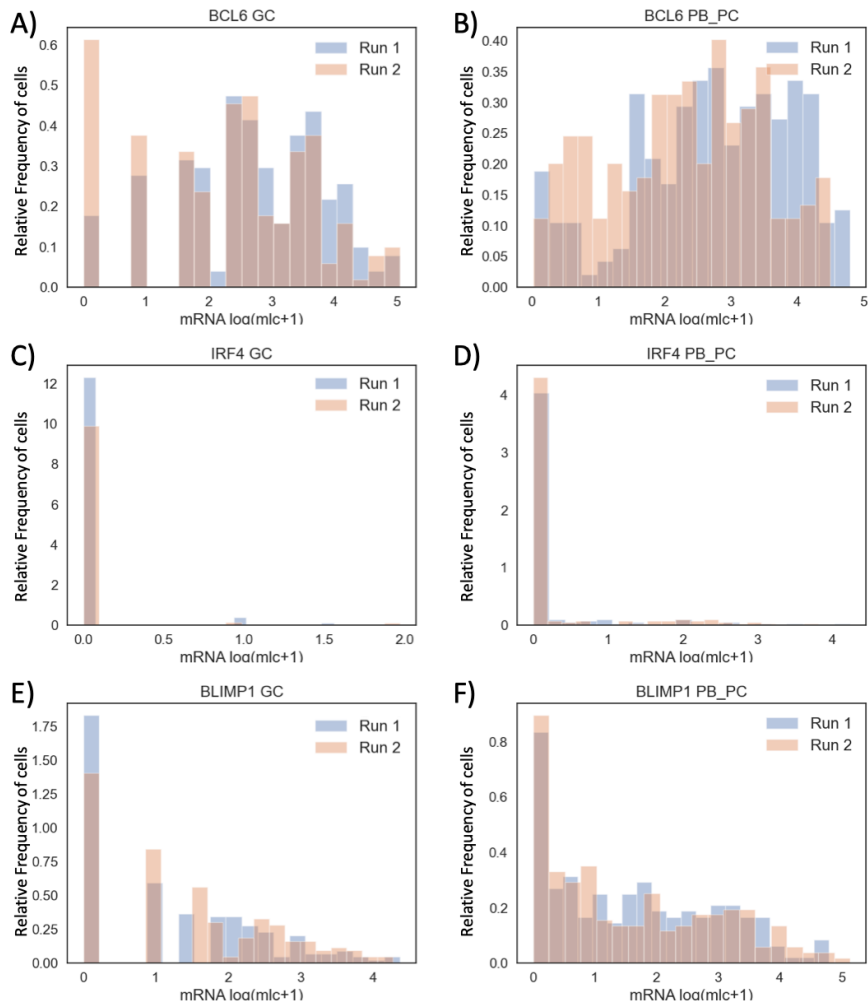 A)
BCL6 GC
Relative Frequency of cells
0.6
0.5
0.4
0.3
0.2
0.1
0.0
Run 1
Run 2
0 1 2 3 4 5
mRNA log(mlc+1)
B)
BCL6 PB_PC
Relative Frequency of cells
0.40
0.35
0.30
0.25
0.20
0.15
0.10
0.05
0.00
Run 1
Run 2
0 1 2 3 4 5
mRNA log(mlc+1)
C)
IRF4 GC
Relative Frequency of cells
12
10
8
6
4
2
0
Run 1
Run 2
0.0 0.5 1.0 1.5 2.0
mRNA log(mlc+1)
D)
IRF4 PB_PC
Relative Frequency of cells
4
3
2
1
0
Run 1
Run 2
0 1 2 3 4
mRNA log(mlc+1)
E)
BLIMP1 GC
Relative Frequency of cells
1.75
1.50
1.25
1.00
0.75
0.50
0.25
0.00
Run 1
Run 2
0 1 2 3 4
mRNA log(mlc+1)
F)
BLIMP1 PB_PC
Relative Frequency of cells
0.8
0.6
0.4
0.2
0.0
Run 1
Run 2
0 1 2 3 4 5
mRNA log(mlc+1)